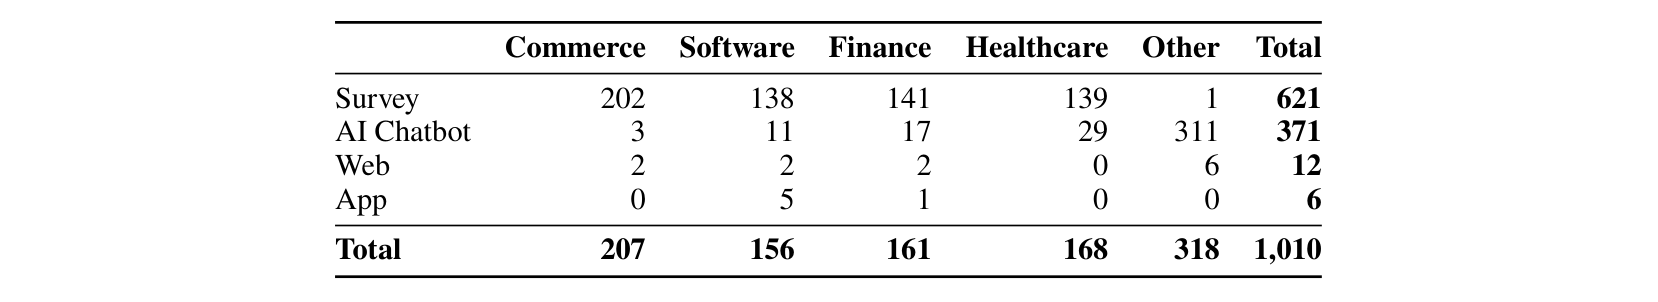 Commerce Software Finance Healthcare Other Total
Survey 202 138 141 139 1 621
AI Chatbot 3 11 17 29 311 371
Web 2 2 2 0 6 12
App 0 5 1 0 0 6
Total 207 156 161 168 318 1,010